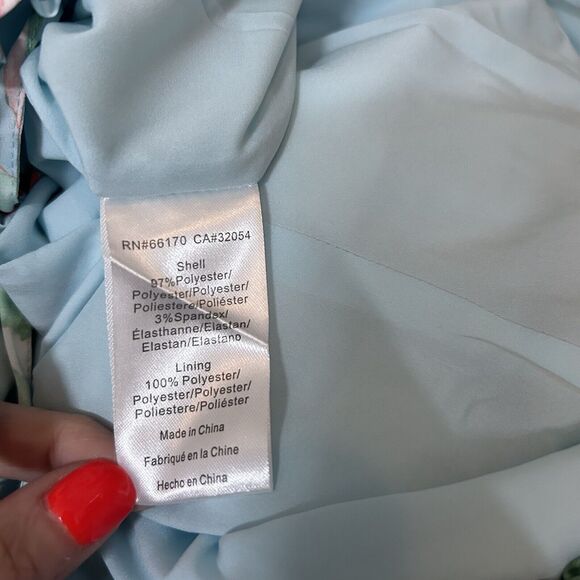 RN#66170 CA#32054
Shell
97%Polyester/
Polyester/Polyester/
Poliestere/Poliéster
3%Spandex/
Élasthanne/Elastan/
Elastan/Elastano
Lining
100% Polyester/
Polyester/Polyester/
Poliestere/Poliéster
Made in China
Fabriqué en la Chine
Hecho en China